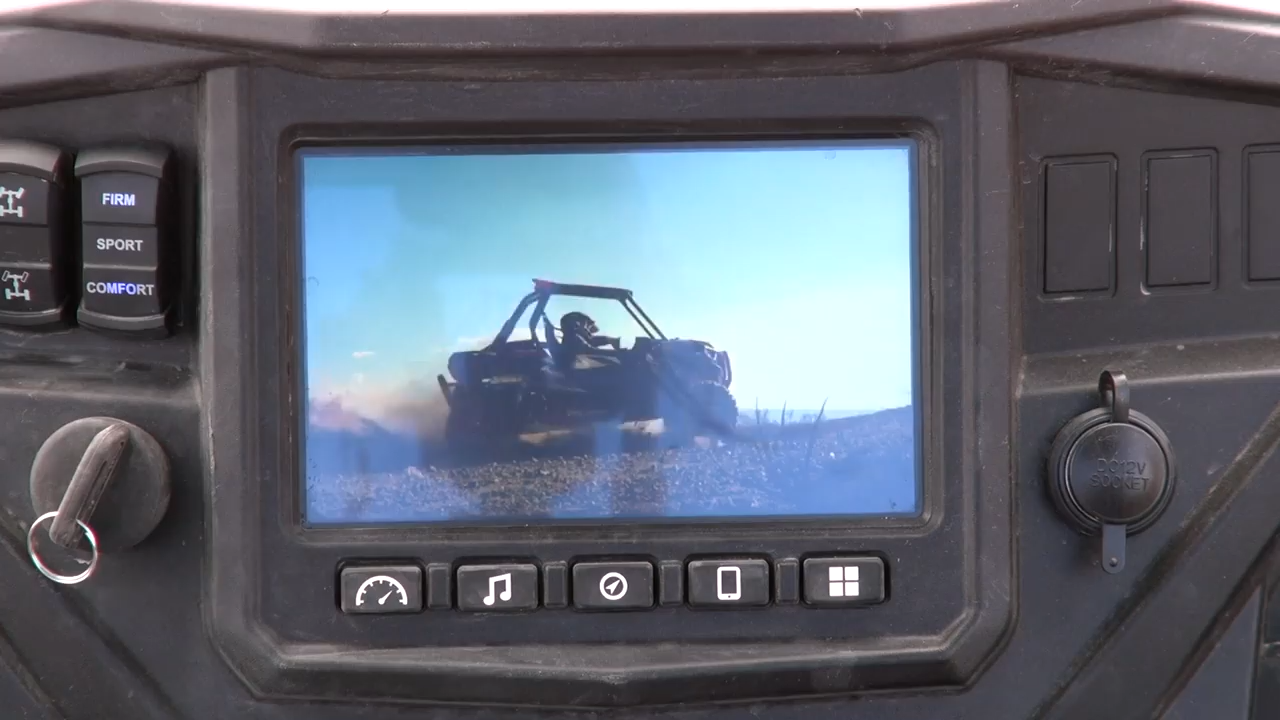 FIRM
SPORT
COMFORT
DC12V
SOCKET